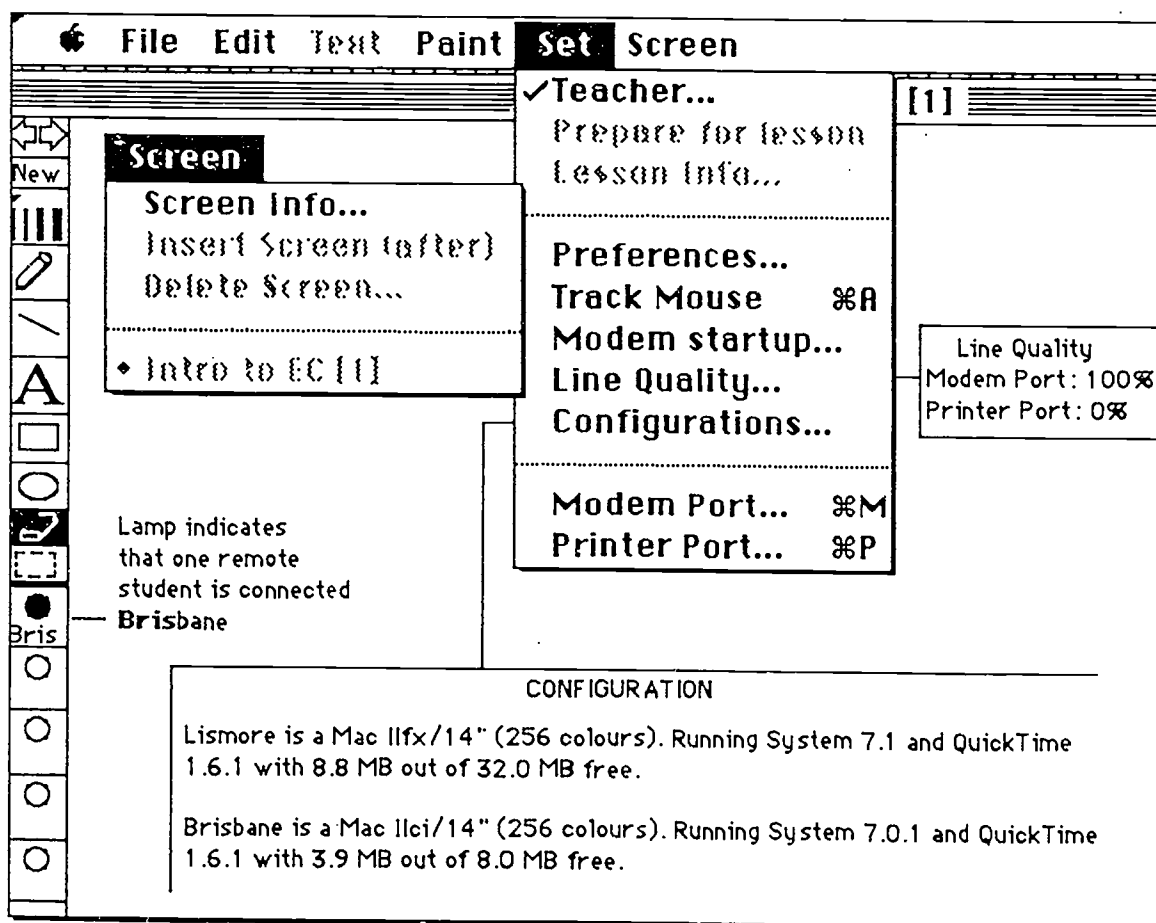 File Edit Text Paint Set Screen
[1]
New
Screen
Screen Info...
Insert Screen (after)
Delete Screen...
◆ Intro to EC [1]
✓Teacher...
Prepare for lesson
Lesson Info...
Preferences...
Track Mouse ⌘A
Modem startup...
Line Quality...
Configurations...
Modem Port... ⌘M
Printer Port... ⌘P
Line Quality
Modem Port: 100%
Printer Port: 0%
A
Lamp indicates
that one remote
student is connected
Brisbane
Bris
CONFIGURATION
Lismore is a Mac IIfx/14" (256 colours). Running System 7.1 and QuickTime
1.6.1 with 8.8 MB out of 32.0 MB free.
Brisbane is a Mac IIci/14" (256 colours). Running System 7.0.1 and QuickTime
1.6.1 with 3.9 MB out of 8.0 MB free.